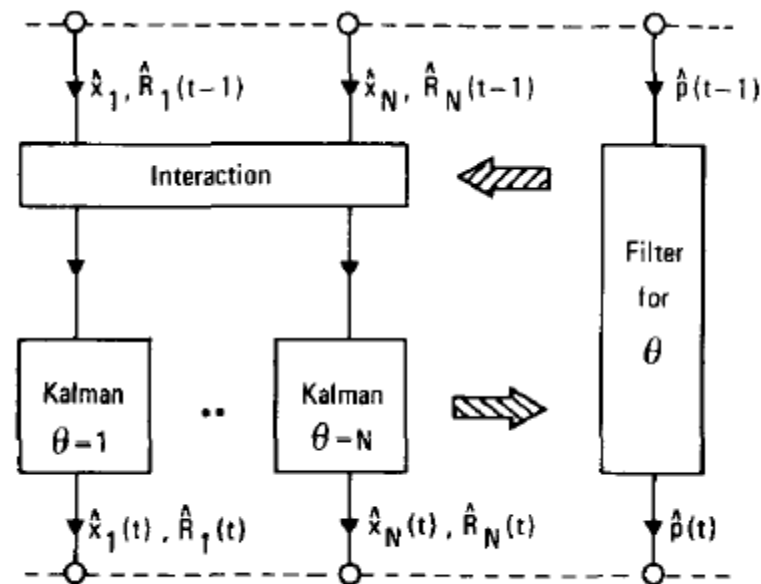 x̂₁, R̂₁(t−1)
x̂N, R̂N(t−1)
p̂(t−1)
Interaction
Filter
for
θ
Kalman
θ=1
..
Kalman
θ=N
x̂₁(t), R̂₁(t)
x̂N(t), R̂N(t)
p̂(t)